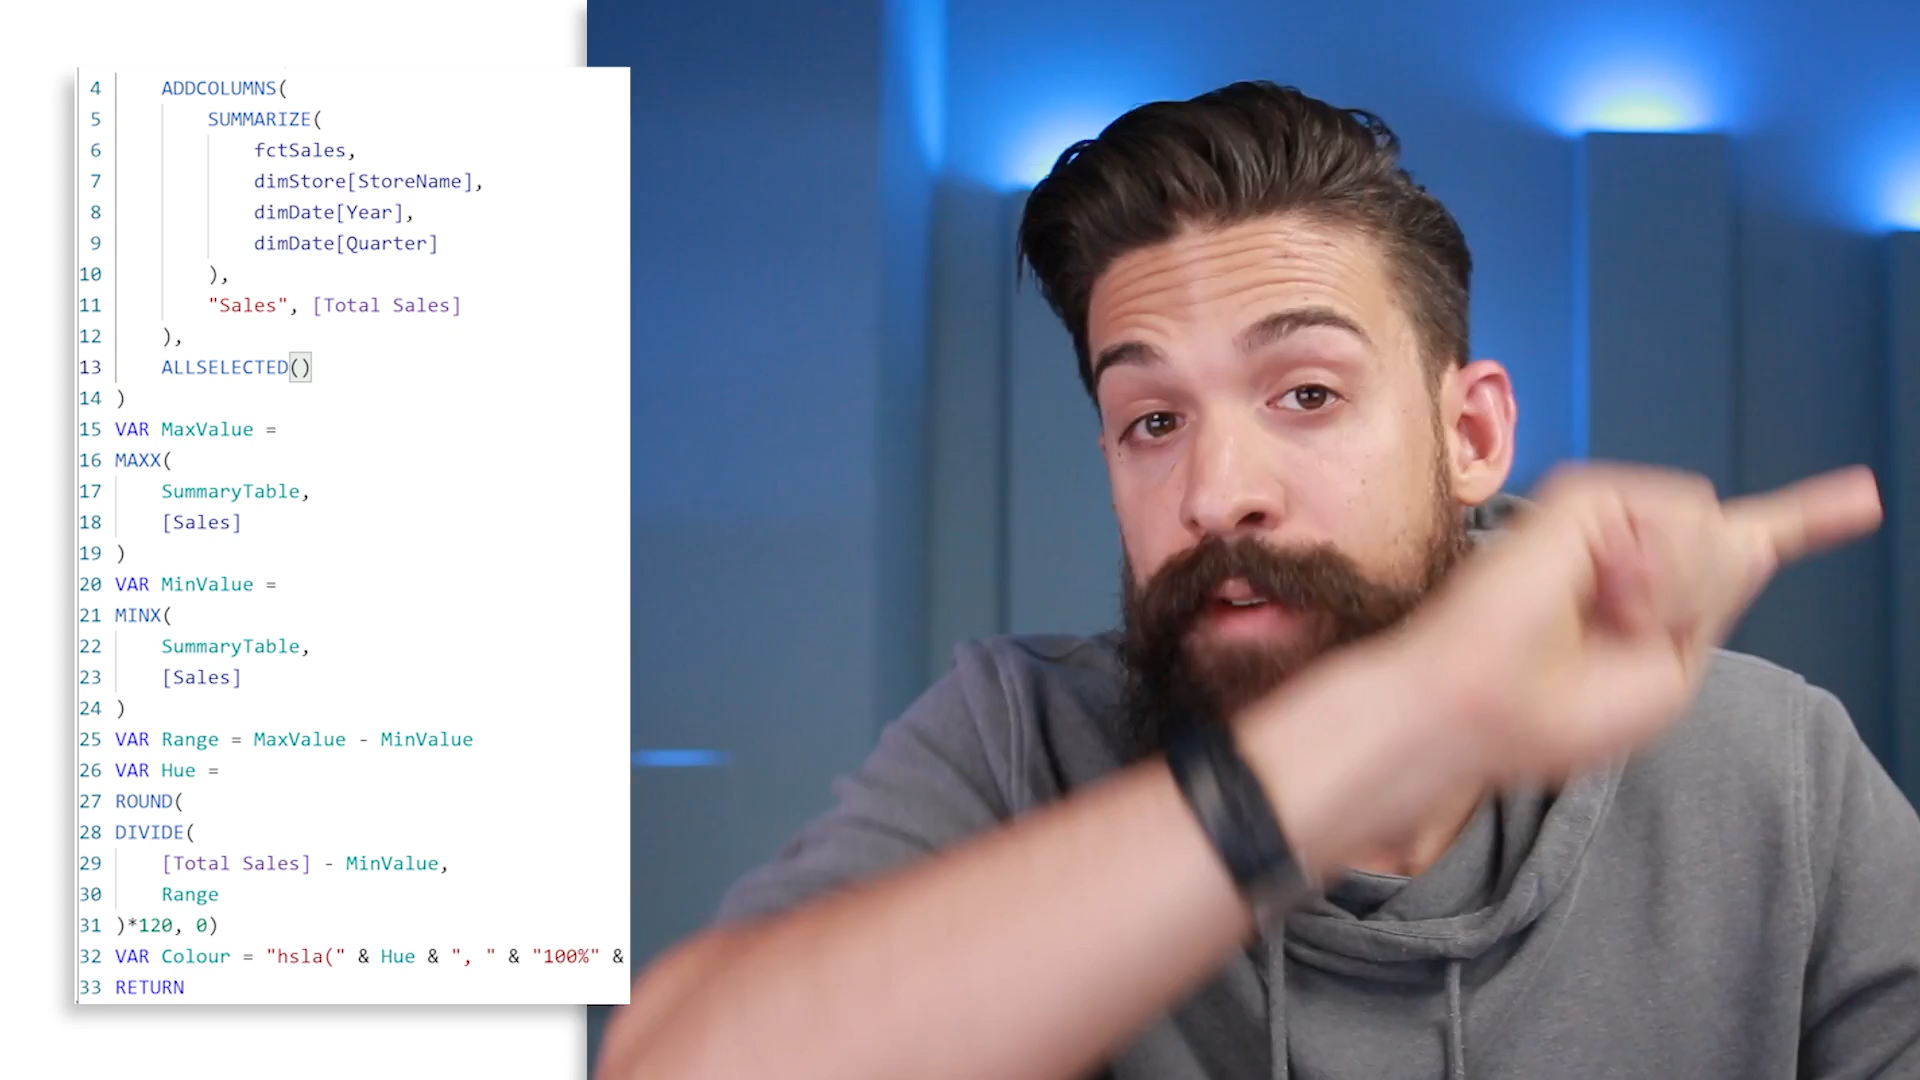 4 ADDCOLUMNS(
5 SUMMARIZE(
6 fctSales,
7 dimStore[StoreName],
8 dimDate[Year],
9 dimDate[Quarter]
10 ),
11 "Sales", [Total Sales]
12 ),
13 ALLSELECTED()
14 )
15 VAR MaxValue =
16 MAXX(
17 SummaryTable,
18 [Sales]
19 )
20 VAR MinValue =
21 MINX(
22 SummaryTable,
23 [Sales]
24 )
25 VAR Range = MaxValue - MinValue
26 VAR Hue =
27 ROUND(
28 DIVIDE(
29 [Total Sales] - MinValue,
30 Range
31 )*120, 0)
32 VAR Colour = "hsla(" & Hue & ", " & "100%" &
33 RETURN